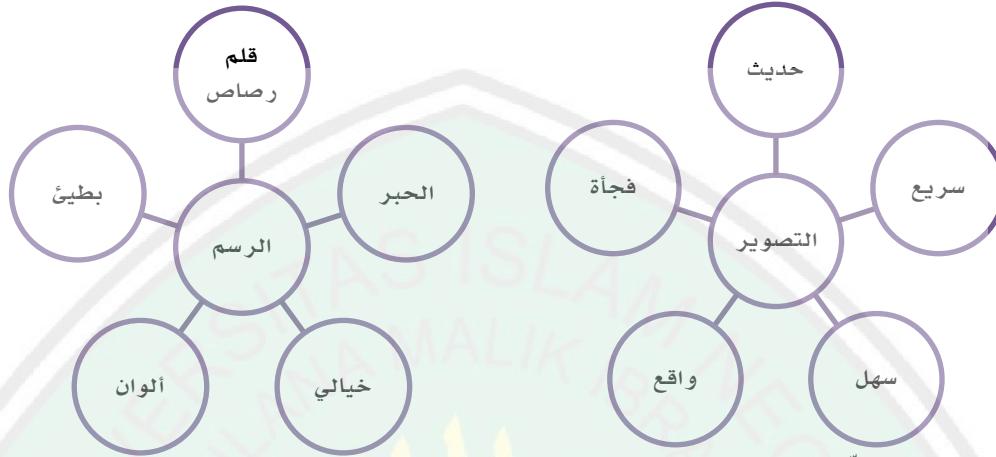 حديث
سريع
سهل
واقع
فجأة
التصوير
قلم
رصاص
الحبر
خيالي
ألوان
بطيئ
الرسم